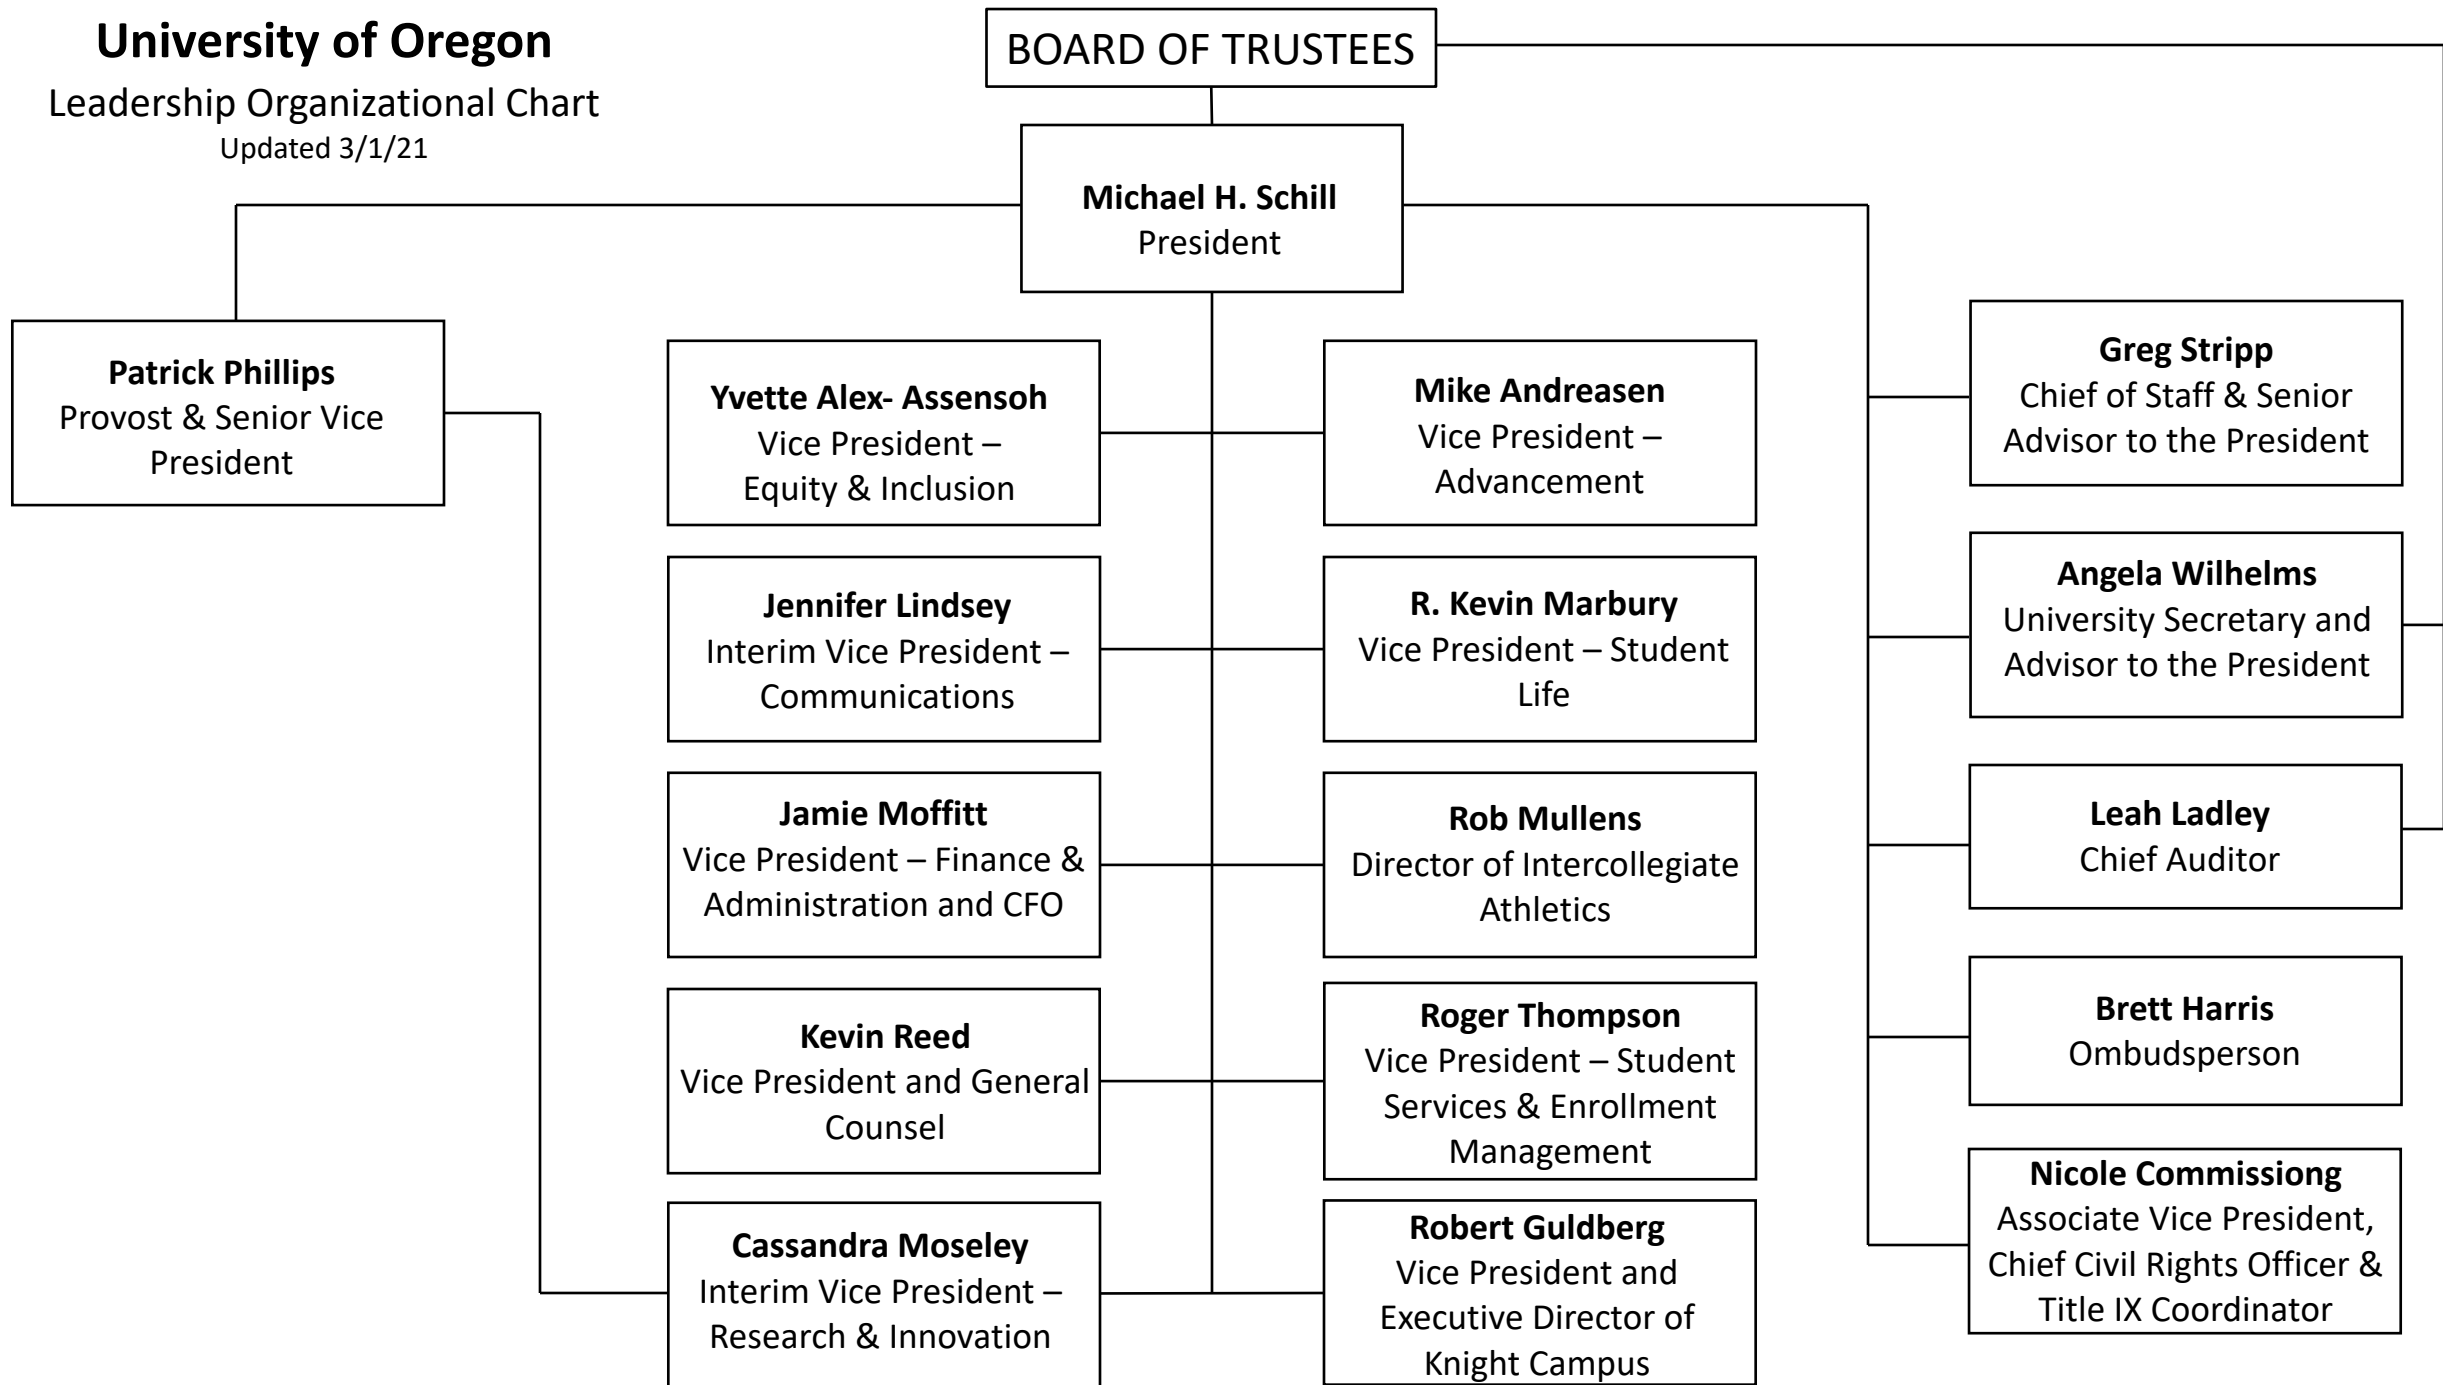 University of Oregon
Leadership Organizational Chart
Updated 3/1/21
BOARD OF TRUSTEES
Michael H. Schill
President
Patrick Phillips
Provost & Senior Vice
President
Yvette Alex- Assensoh
Vice President –
Equity & Inclusion
Mike Andreasen
Vice President –
Advancement
Greg Stripp
Chief of Staff & Senior
Advisor to the President
Jennifer Lindsey
Interim Vice President –
Communications
R. Kevin Marbury
Vice President – Student
Life
Angela Wilhelms
University Secretary and
Advisor to the President
Jamie Moffitt
Vice President – Finance &
Administration and CFO
Rob Mullens
Director of Intercollegiate
Athletics
Leah Ladley
Chief Auditor
Kevin Reed
Vice President and General
Counsel
Roger Thompson
Vice President – Student
Services & Enrollment
Management
Brett Harris
Ombudsperson
Cassandra Moseley
Interim Vice President –
Research & Innovation
Robert Guldberg
Vice President and
Executive Director of
Knight Campus
Nicole Commissiong
Associate Vice President,
Chief Civil Rights Officer &
Title IX Coordinator